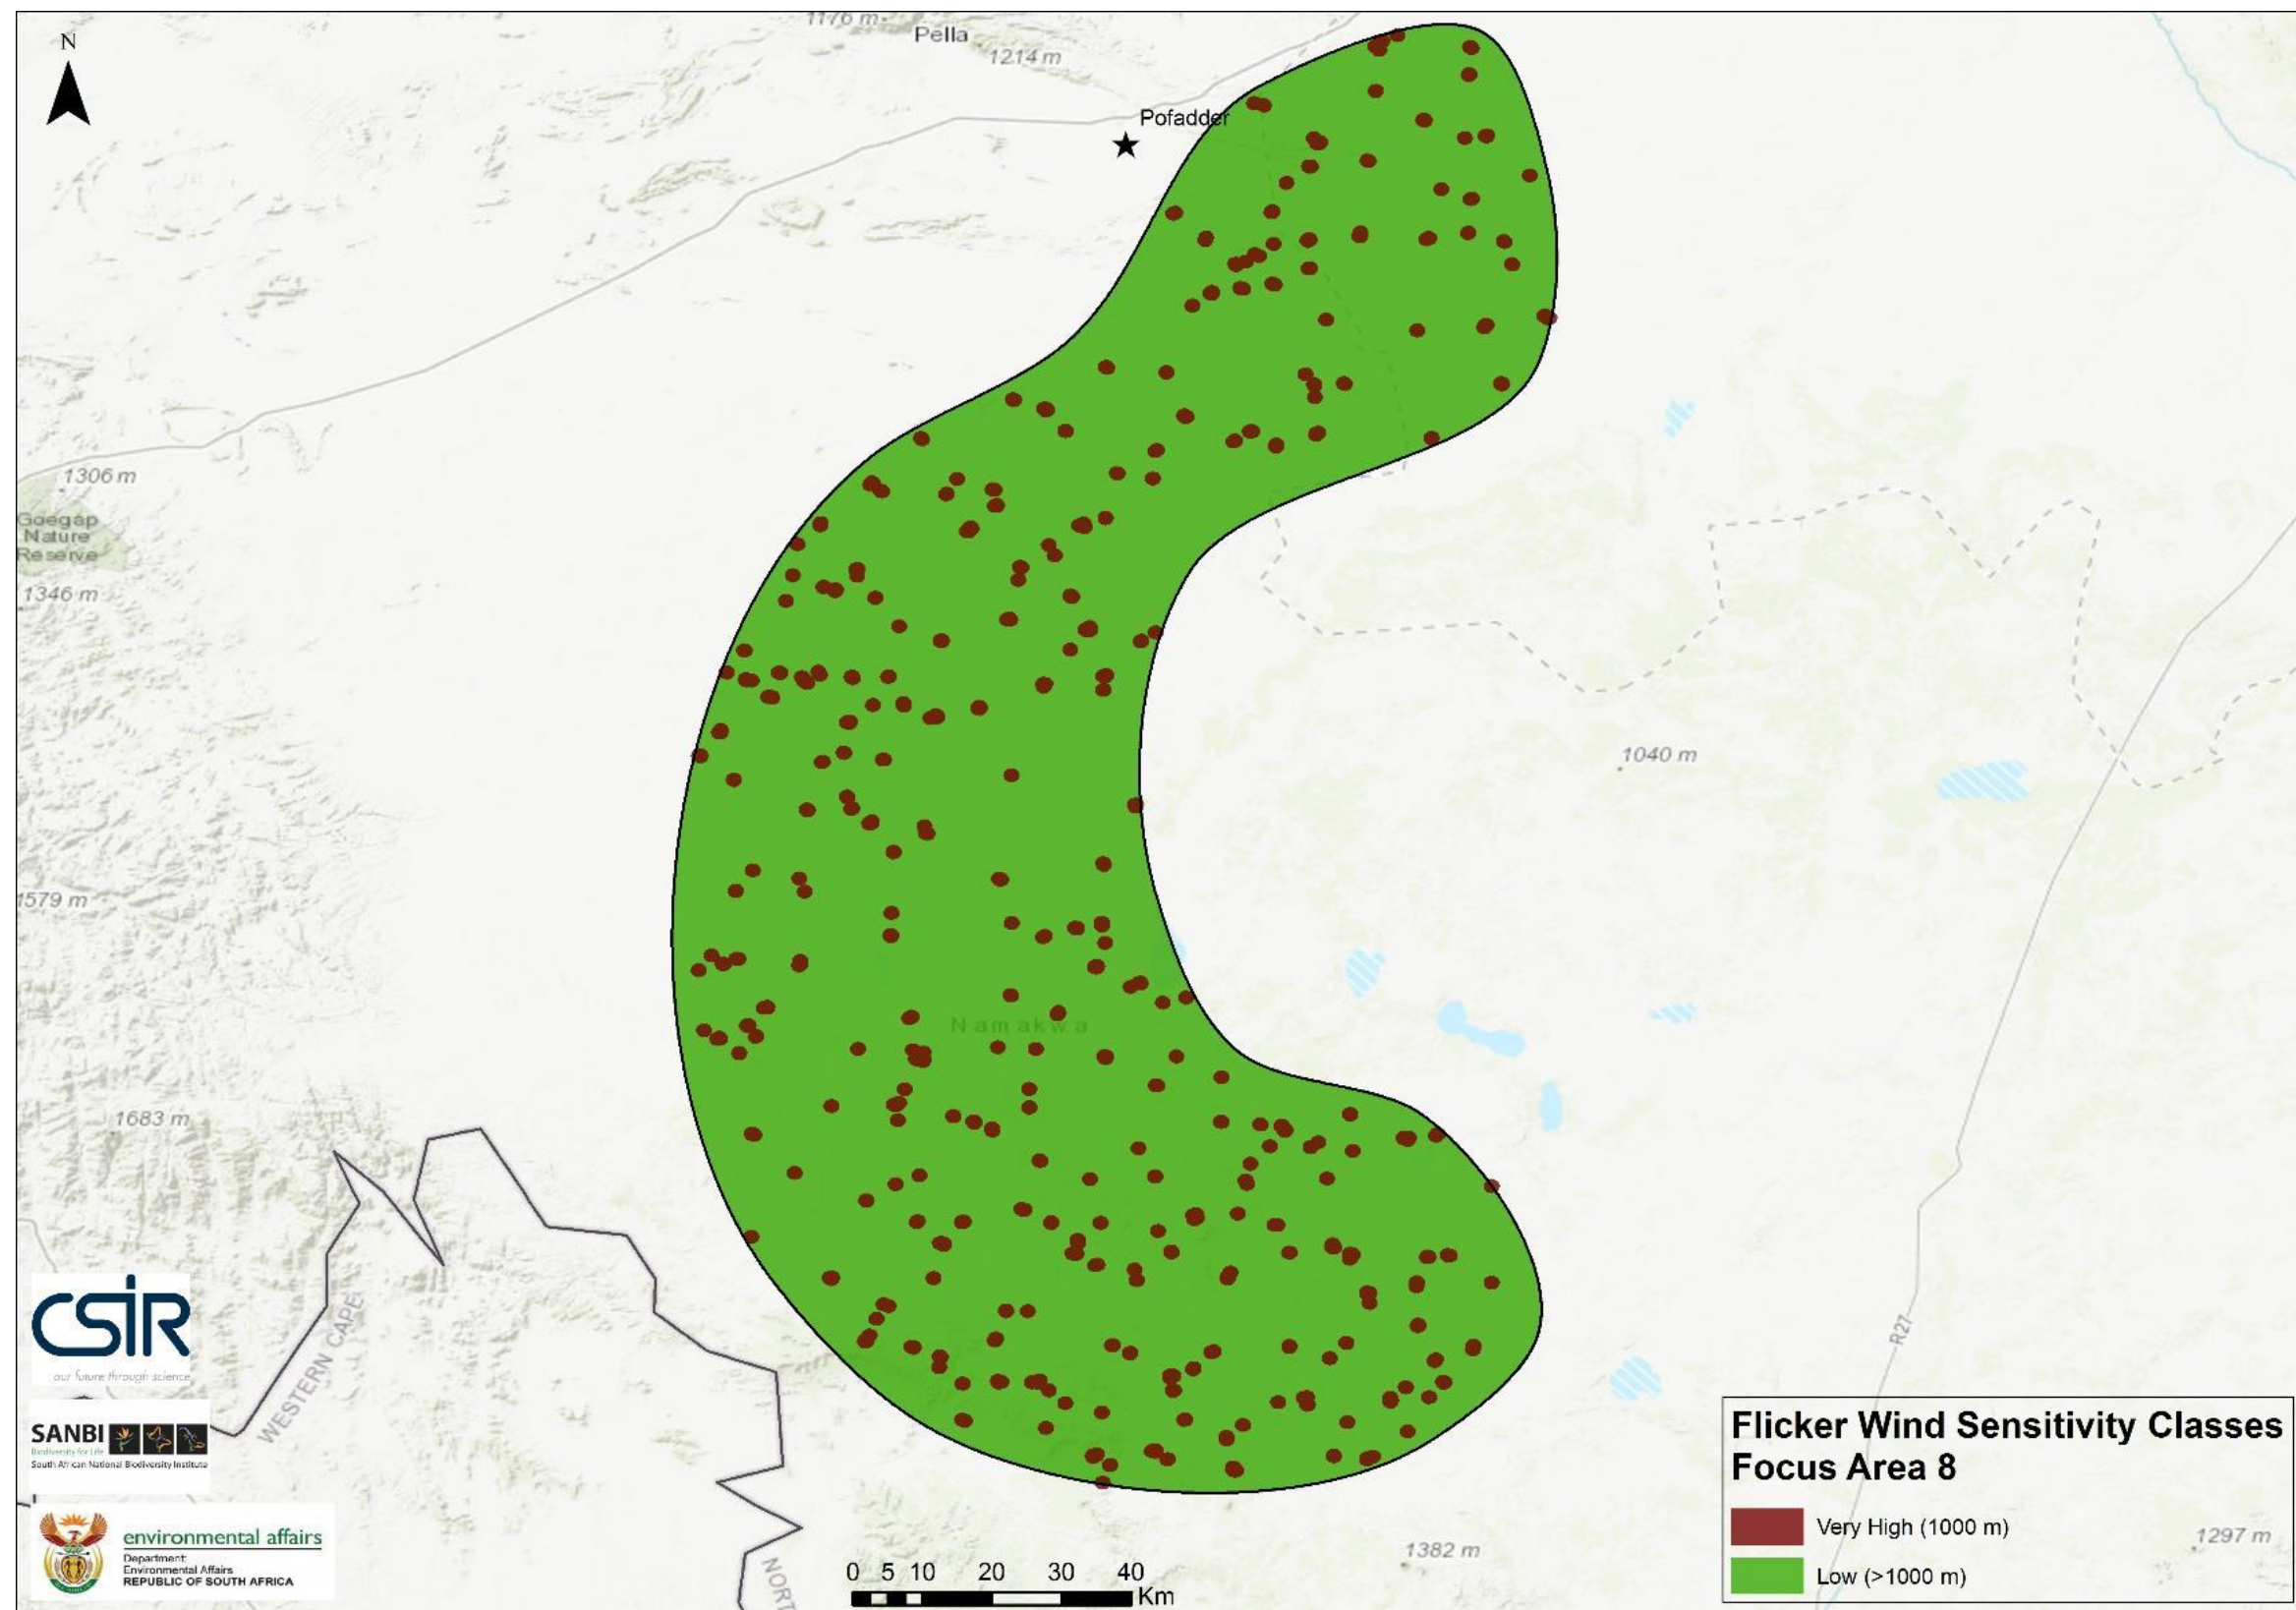 1176 m
Pella
1214 m
N
Pofadder
1306 m
Goegap
Nature
Reserve
1346 m
1040 m
1579 m
Namakwa
1683 m
WESTERN CAPE
R27
CSIR
our future through science
SANBI
Biodiversity for Life
South African National Biodiversity Institute
environmental affairs
Department:
Environmental Affairs
REPUBLIC OF SOUTH AFRICA
NORT
0 5 10 20 30 40
Km
1382 m
1297 m
Flicker Wind Sensitivity Classes
Focus Area 8
Very High (1000 m)
Low (>1000 m)